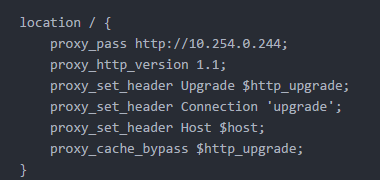 location / {
    proxy_pass http://10.254.0.244;
    proxy_http_version 1.1;
    proxy_set_header Upgrade $http_upgrade;
    proxy_set_header Connection 'upgrade';
    proxy_set_header Host $host;
    proxy_cache_bypass $http_upgrade;
}